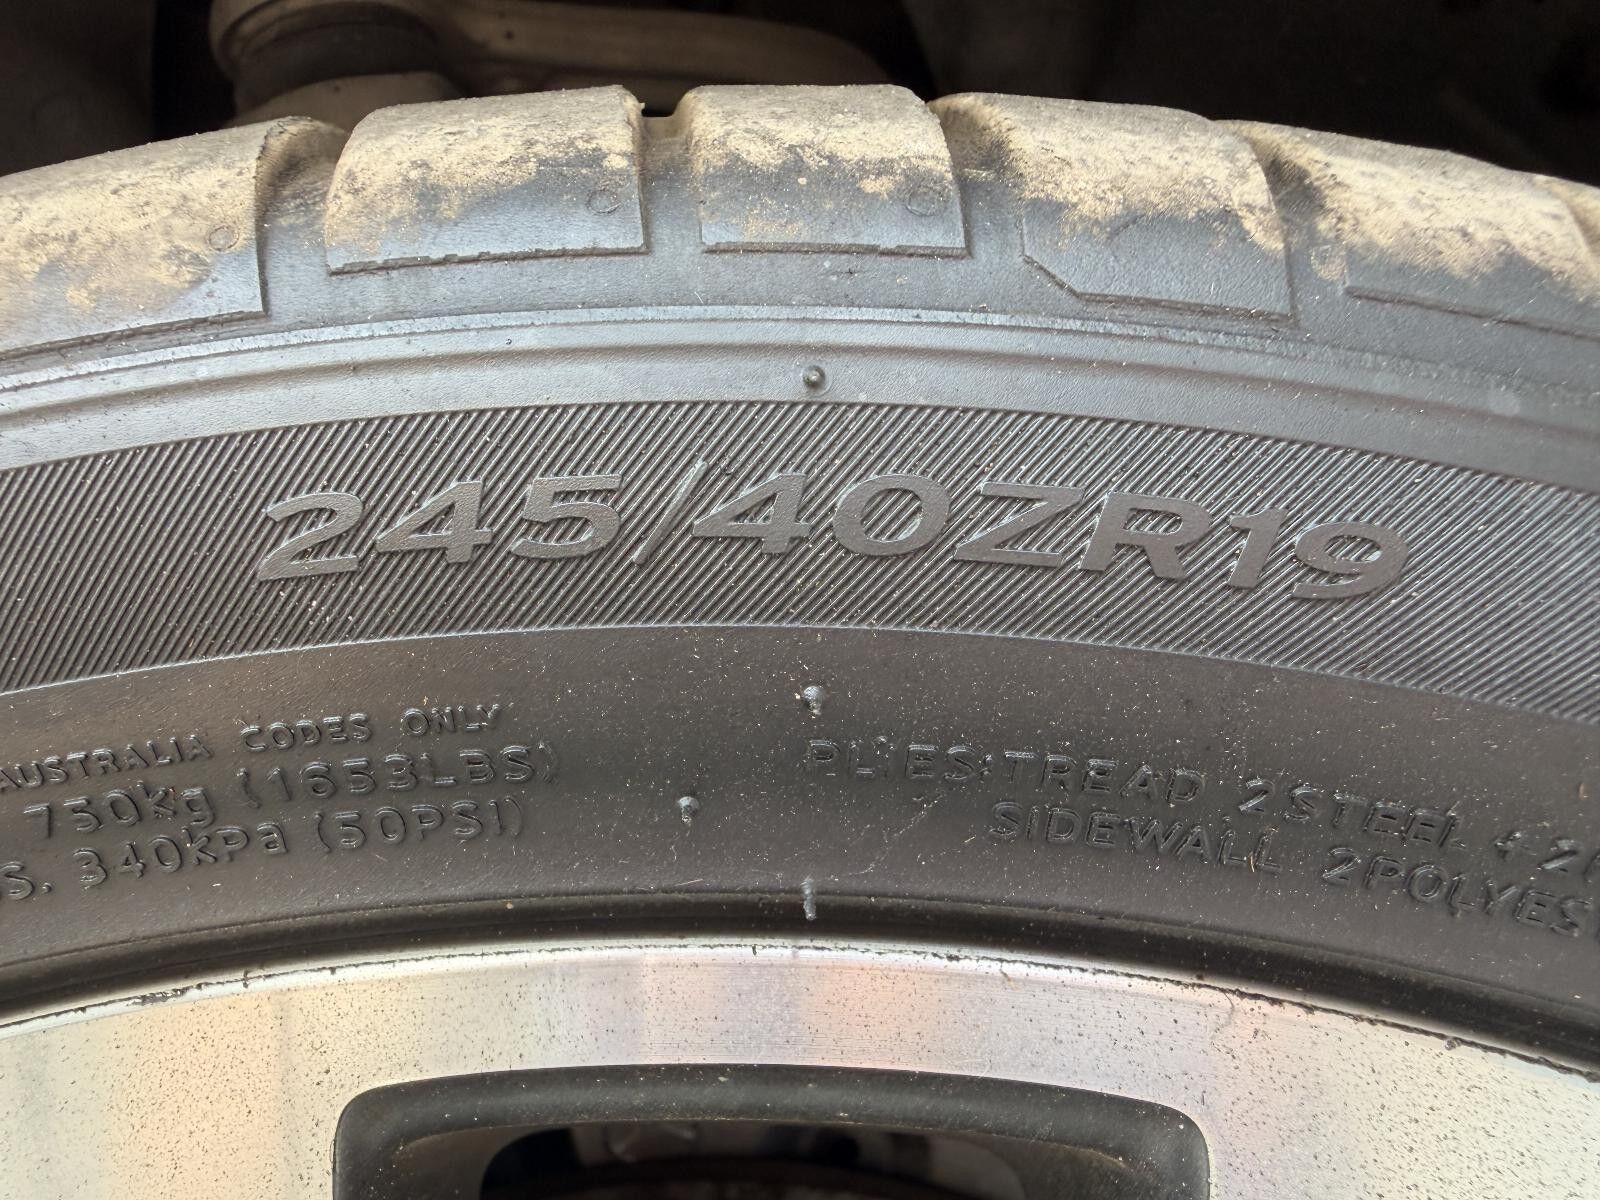 245/40ZR19
AUSTRALIA CODES ONLY
750kg (1653LBS)
340kPa (50PSI)
PLIES:TREAD 2STEEL + 2
SIDEWALL 2POLYES